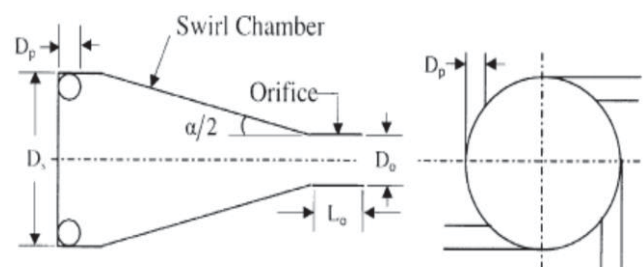 Swirl Chamber
Dp
Dp
Orifice
α/2
Ds
Do
Lo